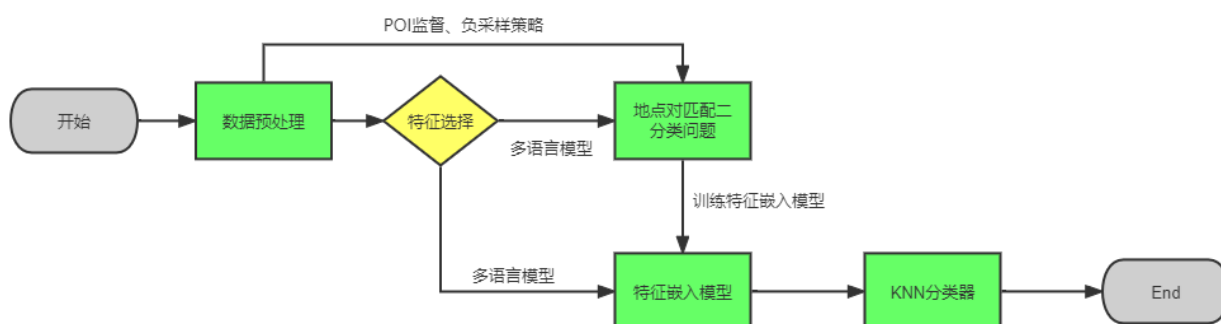 POI监督、负采样策略
开始
数据预处理
特征选择
多语言模型
地点对匹配二
分类问题
训练特征嵌入模型
多语言模型
特征嵌入模型
KNN分类器
End